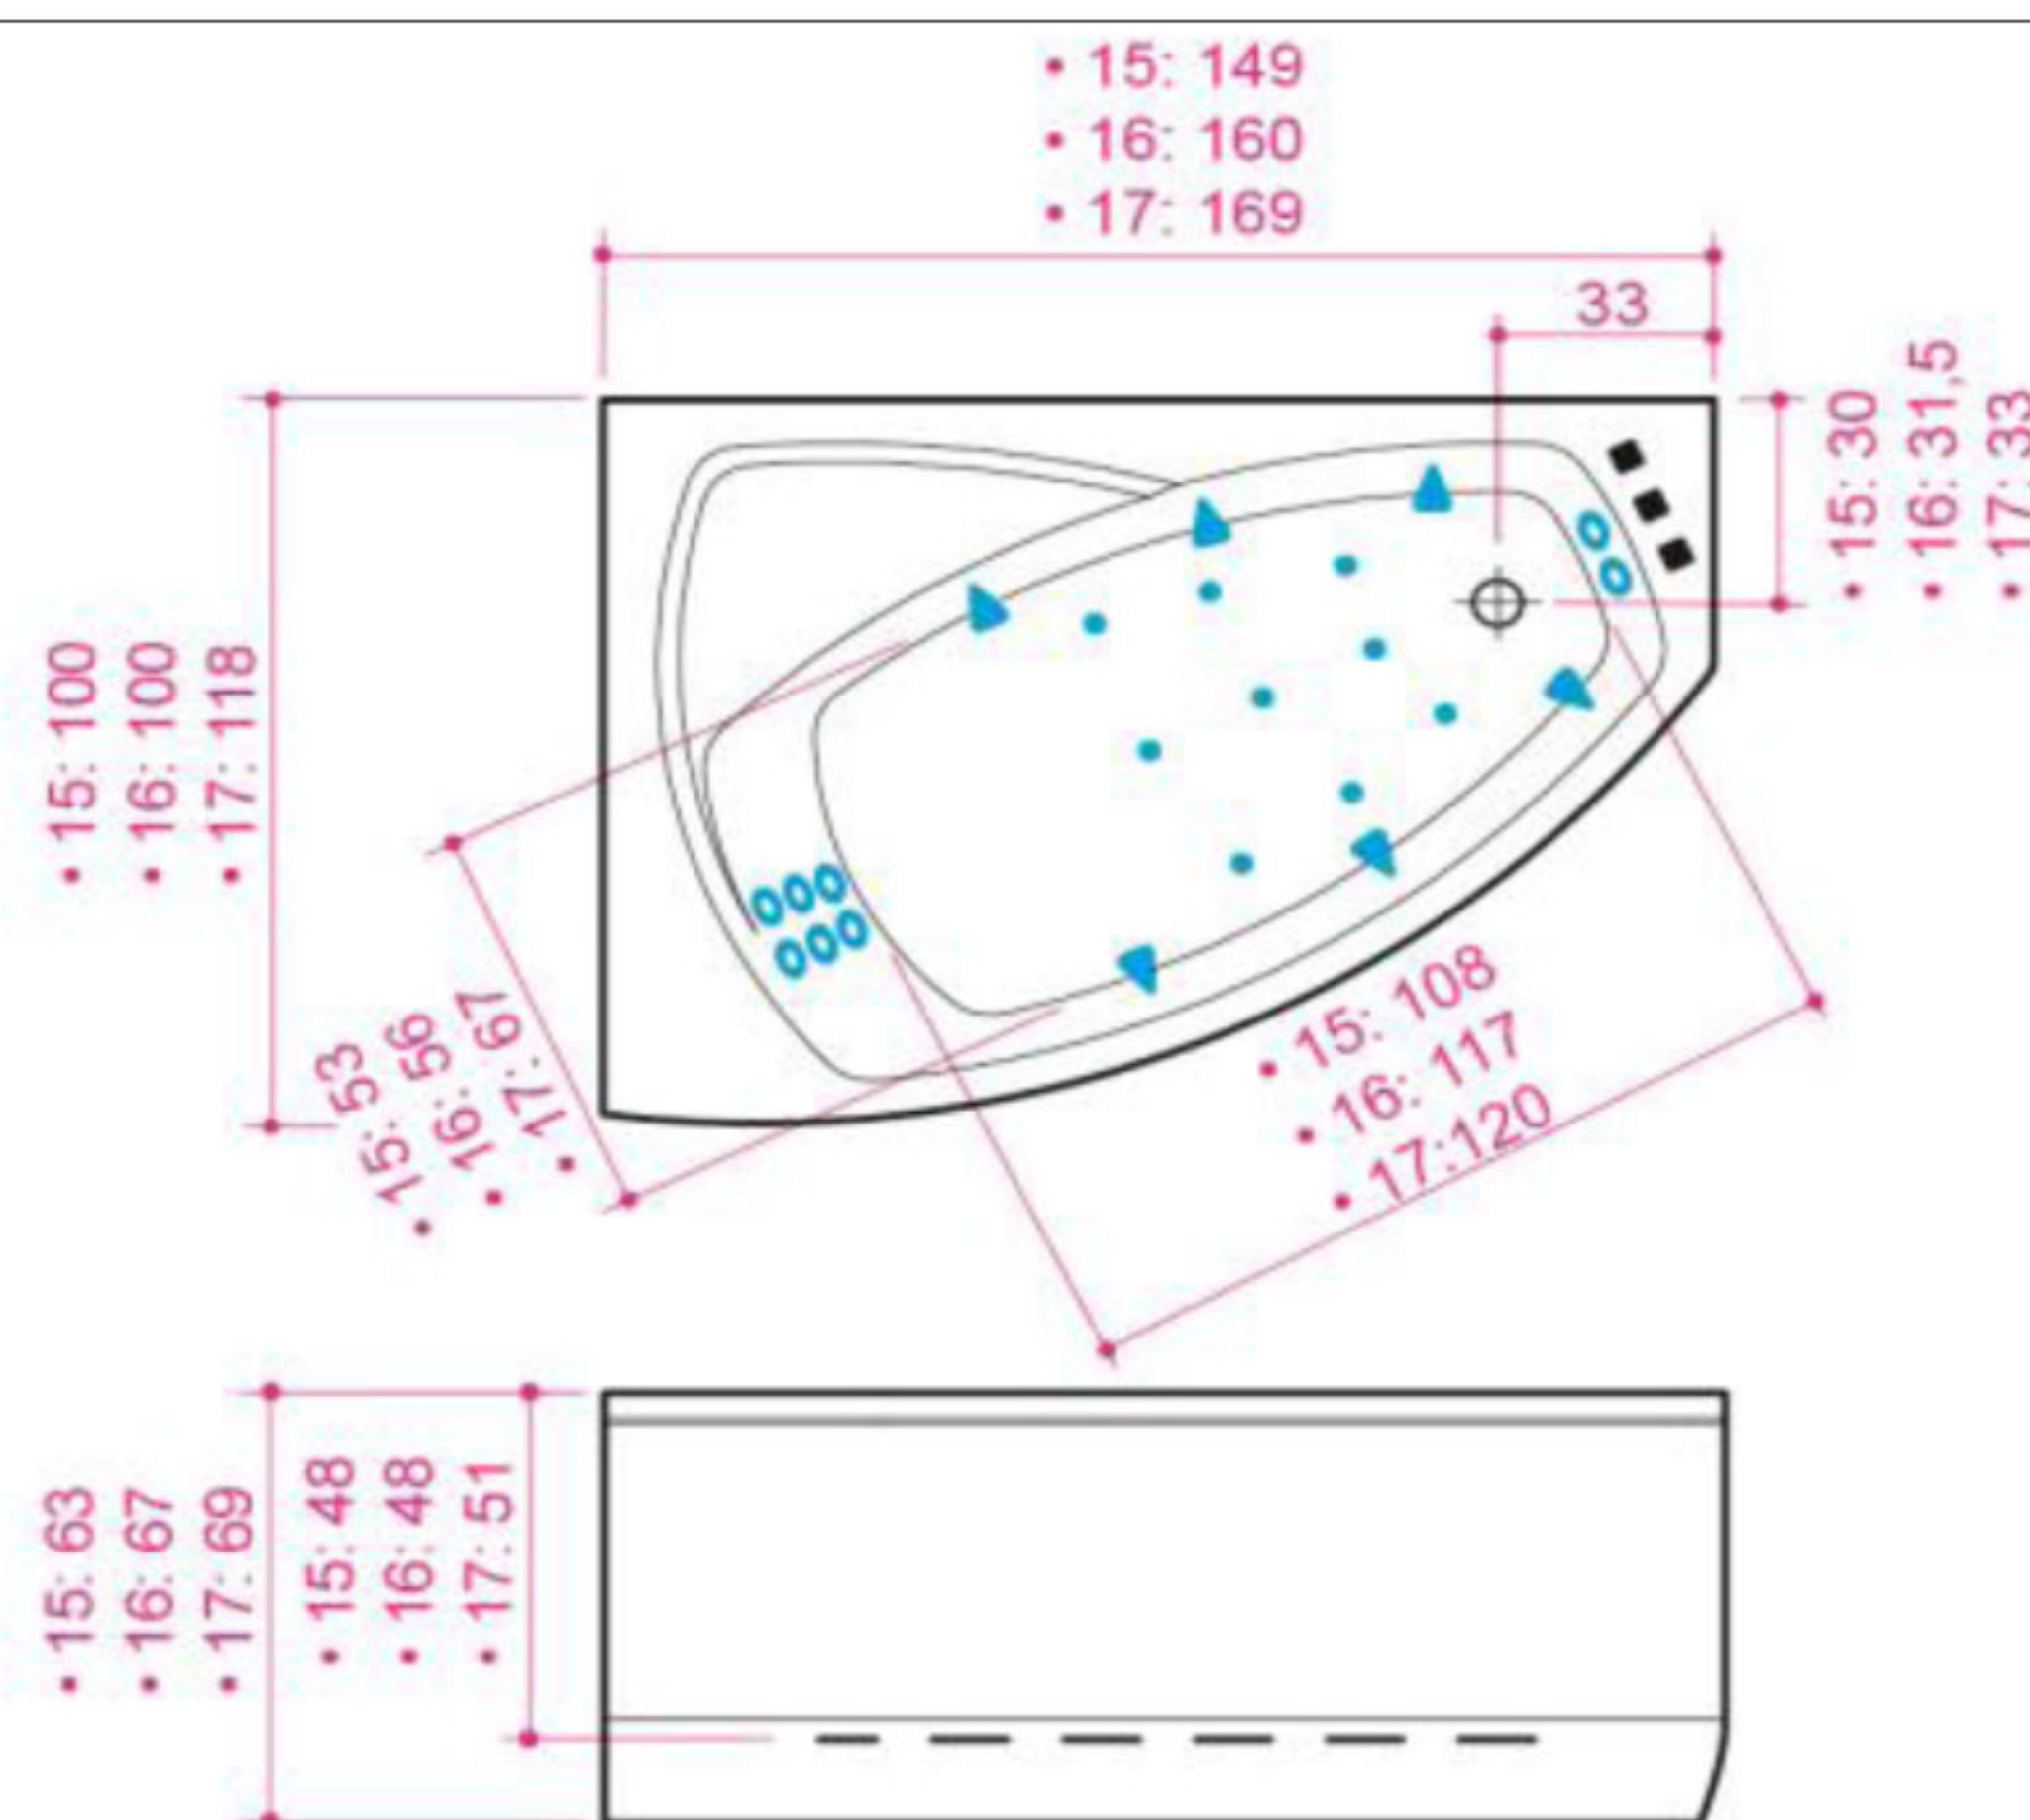 • 15: 149
• 16: 160
• 17: 169
33
• 15: 30
• 16: 31,5
• 17: 33
• 15: 100
• 16: 100
• 17: 118
• 15: 53
• 16: 56
• 17: 67
• 15: 108
• 16: 117
• 17:120
• 15: 63
• 16: 67
• 17: 69
• 15: 48
• 16: 48
• 17: 51